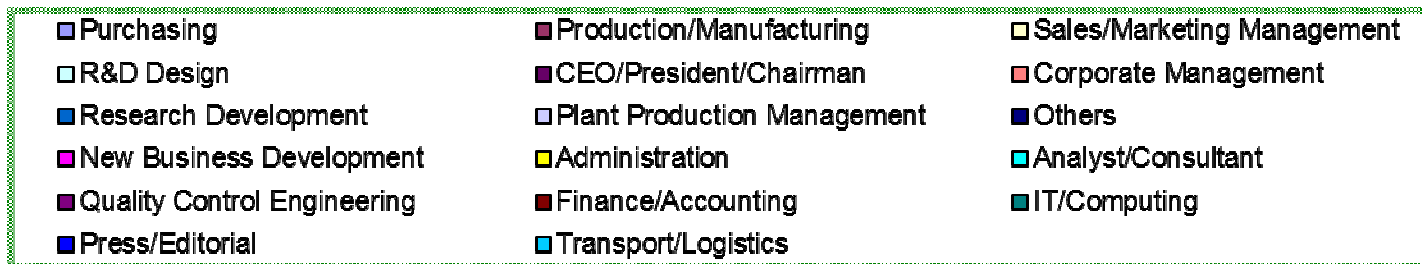 Purchasing Production/Manufacturing Sales/Marketing Management
R&D Design CEO/President/Chairman Corporate Management
Research Development Plant Production Management Others
New Business Development Administration Analyst/Consultant
Quality Control Engineering Finance/Accounting IT/Computing
Press/Editorial Transport/Logistics